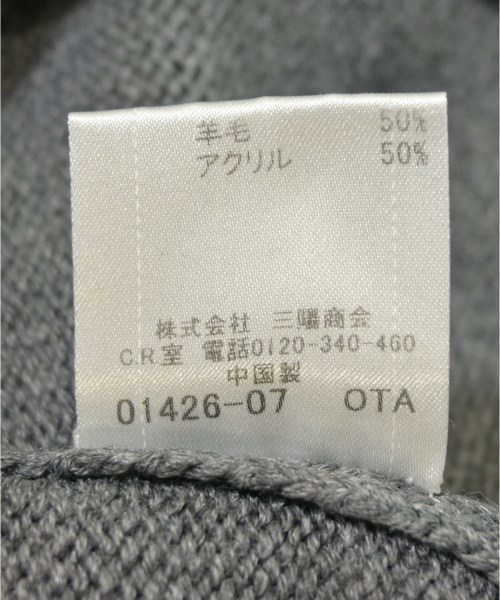 羊毛 50%
アクリル 50%
株式会社 三陽商会
C.R室 電話0120-340-460
中国製
01426-07 OTA